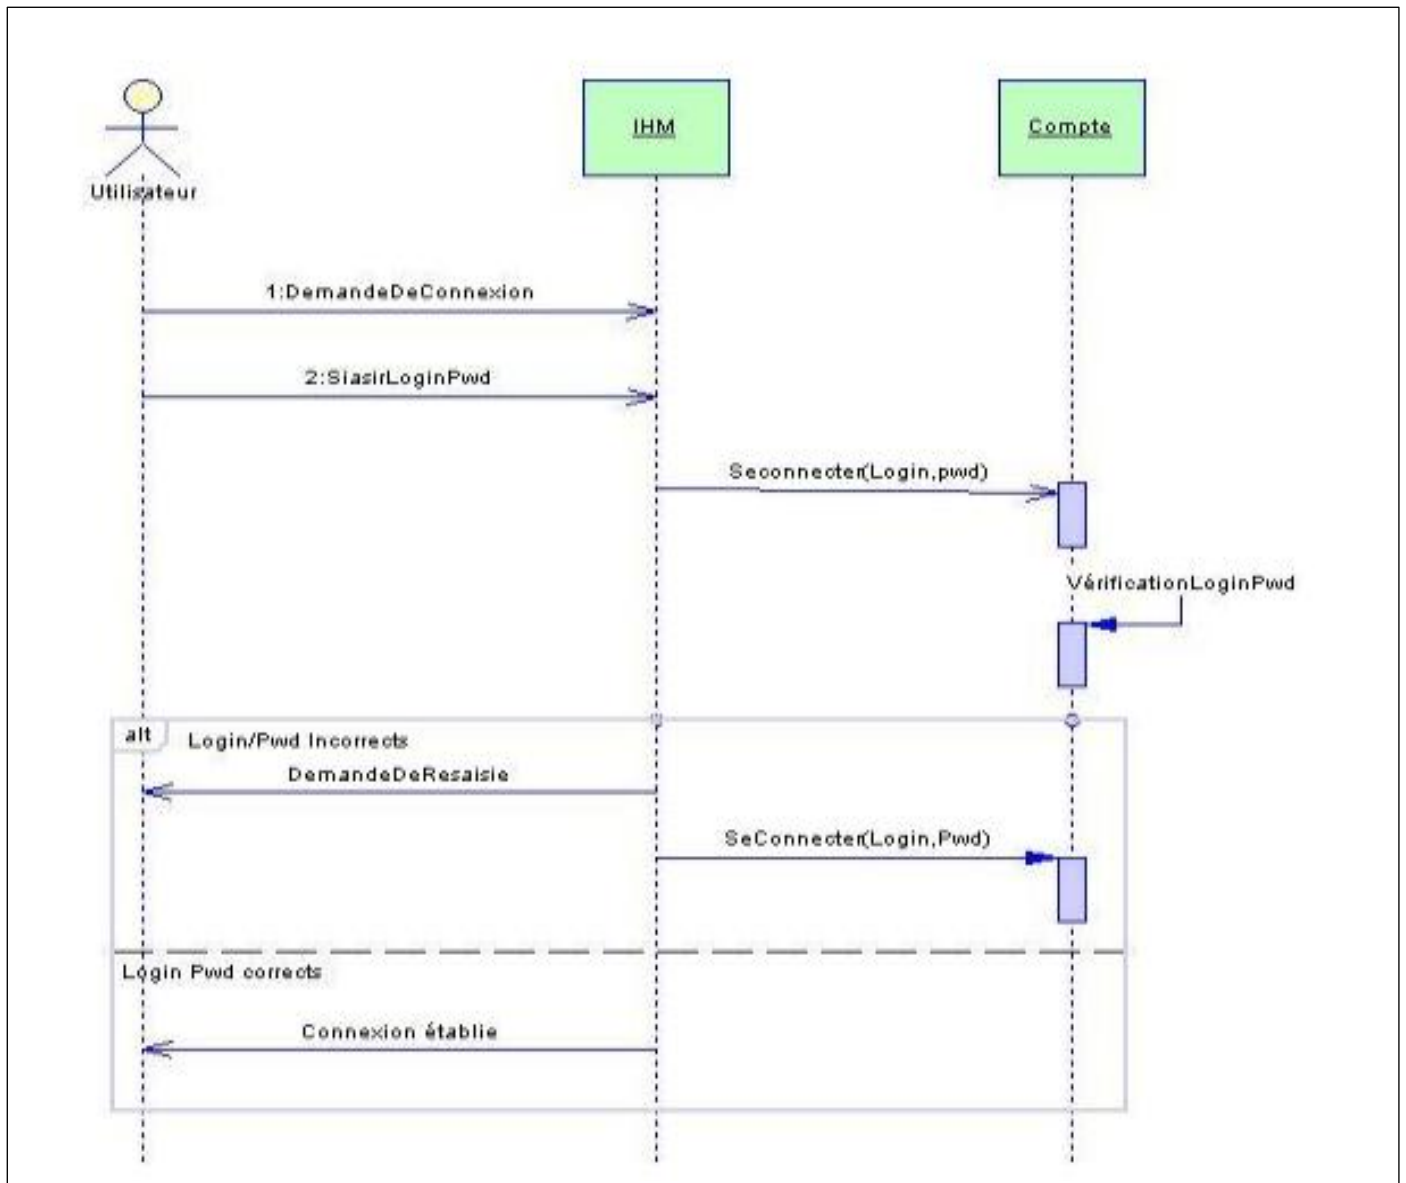 Utilisateur
IHM
Compte
1:DemandeDeConnexion
2:SiasirLoginPwd
Seconnecter(Login,pwd)
VérificationLoginPwd
alt
Login/Pwd Incorrects
DemandeDeResaisie
SeConnecter(Login,Pwd)
Login Pwd corrects
Connexion établie